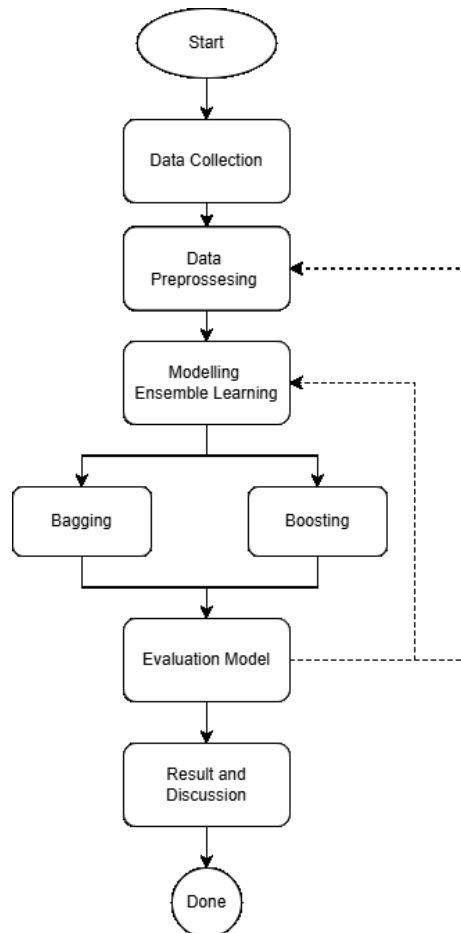 Start
Data Collection
Data
Preprossesing
Modelling
Ensemble Learning
Bagging
Boosting
Evaluation Model
Result and
Discussion
Done